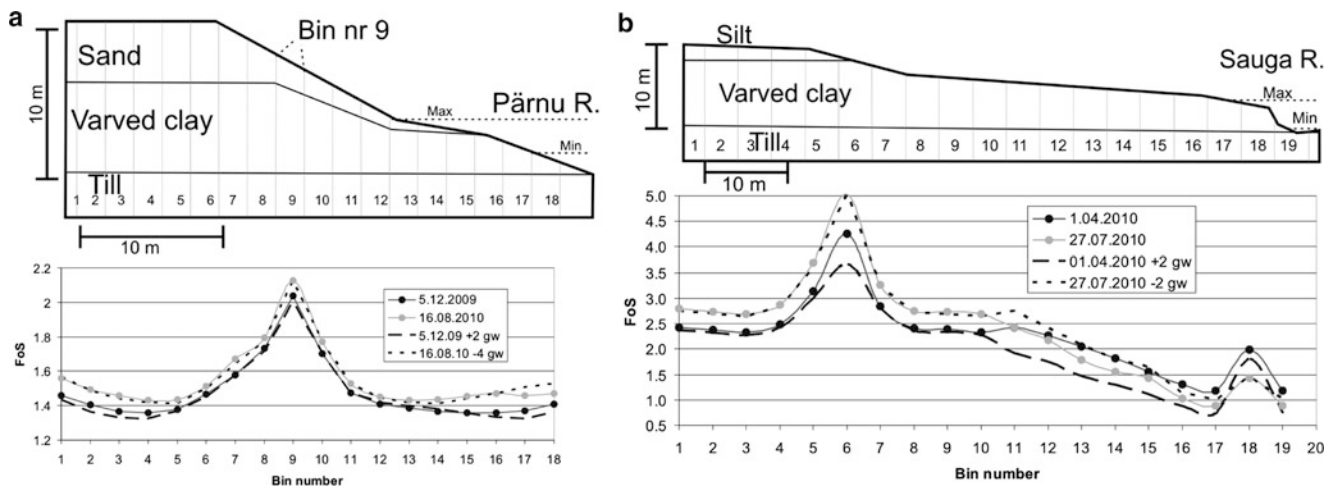 a
Sand
Bin nr 9
10 m
Varved clay
Max
Pärnu R.
Min
Till
1 2 3 4 5 6 7 8 9 10 11 12 13 14 15 16 17 18
10 m
2.2
2
1.8
1.6
1.4
1.2
FoS
5.12.2009
16.08.2010
5.12.09 +2 gw
16.08.10 -4 gw
1 2 3 4 5 6 7 8 9 10 11 12 13 14 15 16 17 18
Bin number
b
Silt
10 m
Varved clay
Sauga R.
Max
Min
Till
1 2 3 4 5 6 7 8 9 10 11 12 13 14 15 16 17 18 19
10 m
5.0
4.5
4.0
3.5
3.0
2.5
2.0
1.5
1.0
0.5
FoS
1.04.2010
27.07.2010
01.04.2010 +2 gw
27.07.2010 -2 gw
1 2 3 4 5 6 7 8 9 10 11 12 13 14 15 16 17 18 19 20
Bin number